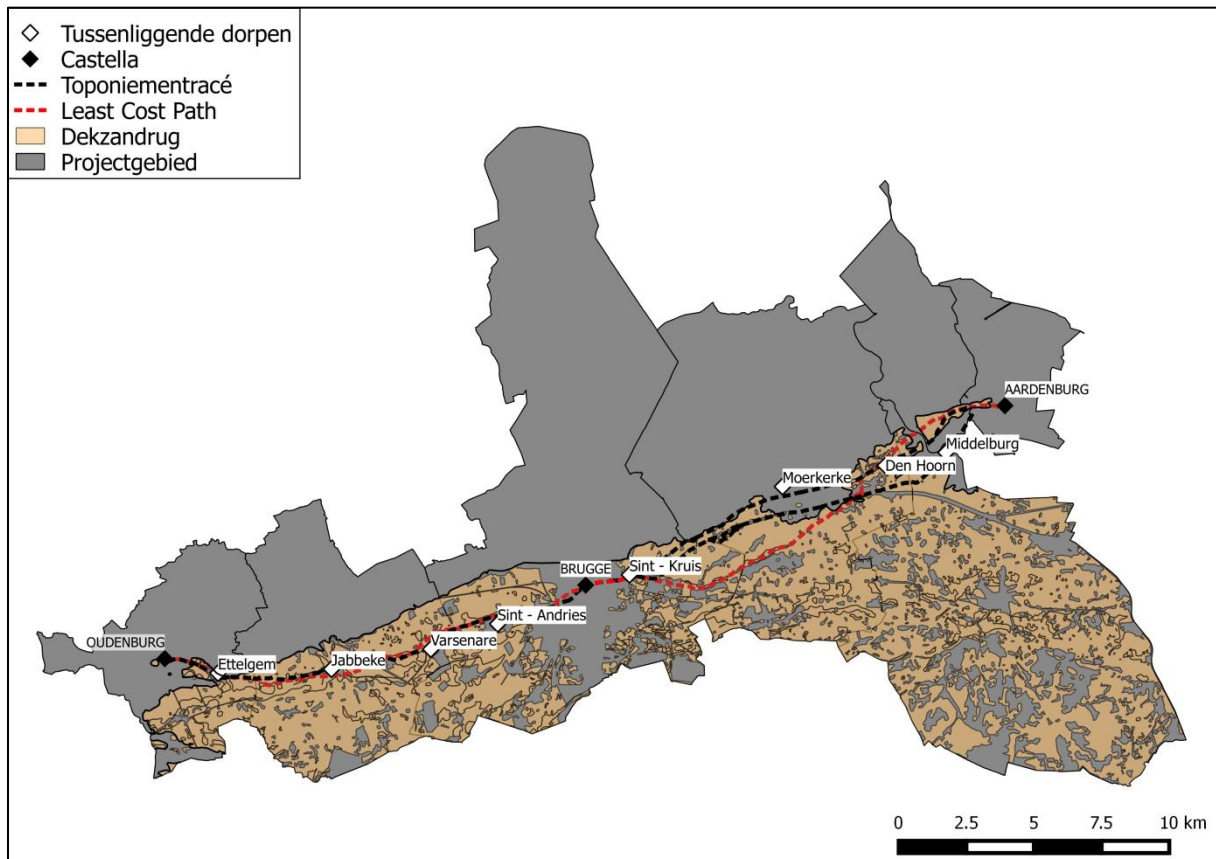 Tussenliggende dorpen
Castella
Toponiementracé
Least Cost Path
Dekzandrug
Projectgebied
AARDENBURG
Middelburg
Den Hoorn
Moerkerke
Sint - Kruis
BRUGGE
Sint - Andries
Varsenare
OUDENBURG
Jabbeke
Ettelgem
0 2.5 5 7.5 10 km